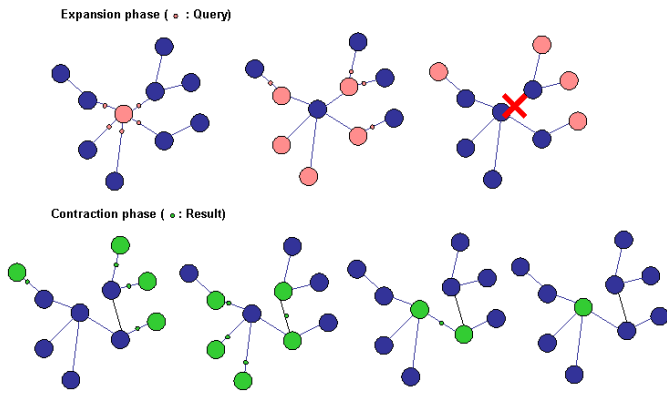 Expansion phase ( : Query)
Contraction phase ( : Result)